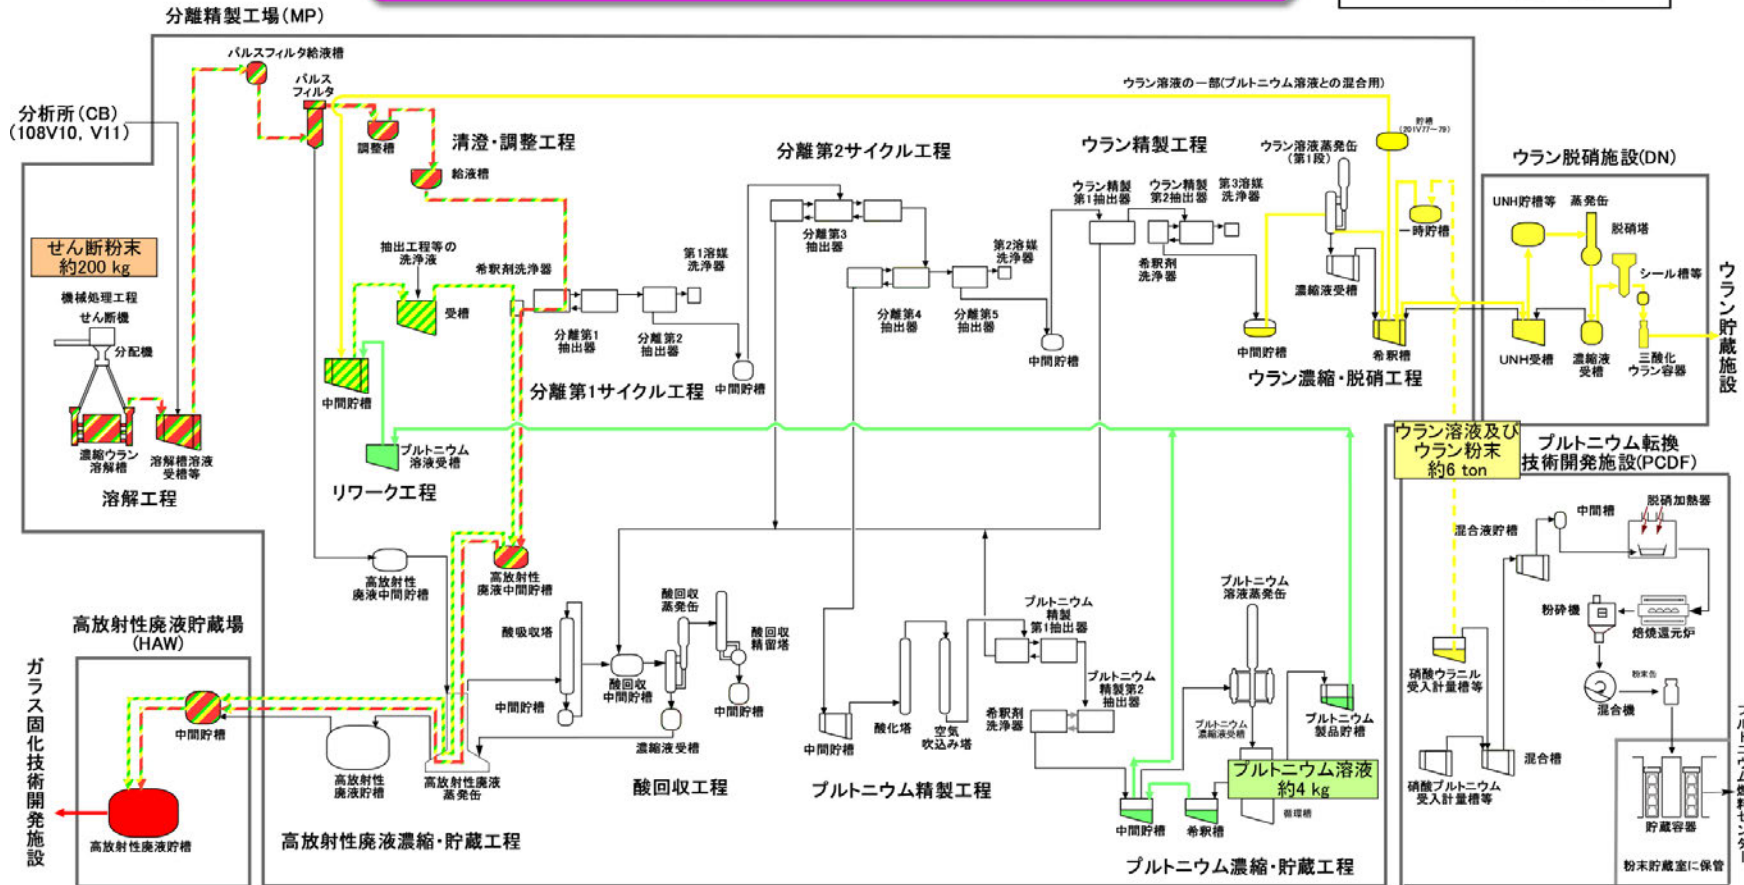 分離精製工場(MP)
パルスフィルタ給液槽
パルス
フィルタ
分析所(CB)
(108V10, V11)
調整槽
清澄・調整工程
給液槽
ウラン溶液の一部(プルトニウム溶液との混合用)
貯槽
(201V77~79)
分離第2サイクル工程
ウラン精製工程
ウラン溶液蒸発缶
(第1段)
ウラン脱硝施設(DN)
ウラン精製
第1抽出器
ウラン精製
第2抽出器
第3溶媒
洗浄器
一時貯槽
UNH貯槽等
蒸発缶
脱硝塔
シール槽等
せん断粉末
約200 kg
抽出工程等の
洗浄液
希釈剤洗浄器
第1溶媒
洗浄器
分離第3
抽出器
第2溶媒
洗浄器
希釈剤
洗浄器
濃縮液受槽
機械処理工程
せん断機
分配機
受槽
分離第1
抽出器
分離第2
抽出器
分離第4
抽出器
分離第5
抽出器
中間貯槽
中間貯槽
中間貯槽
希釈槽
UNH受槽
濃縮液
受槽
三酸化
ウラン容器
ウラン貯蔵施設
中間貯槽
分離第1サイクル工程
ウラン濃縮・脱硝工程
濃縮ウラン
溶解槽
溶解槽溶液
受槽等
溶解工程
プルトニウム
溶液受槽
リワーク工程
ウラン溶液及び
ウラン粉末
約6 ton
プルトニウム転換
技術開発施設(PCDF)
脱硝加熱器
中間槽
混合液貯槽
高放射性
廃液中間貯槽
高放射性
廃液中間貯槽
酸回収
蒸発缶
酸吸収塔
酸回収
精留塔
プルトニウム
精製
第1抽出器
プルトニウム
溶液蒸発缶
粉砕機
焙焼還元炉
高放射性廃液貯蔵場
(HAW)
ガラス固化技術開発施設
酸回収
中間貯槽
中間貯槽
中間貯槽
プルトニウム
精製第2
抽出器
硝酸ウラニル
受入計量槽等
粉末缶
混合機
中間貯槽
高放射性
廃液貯槽
高放射性廃液
蒸発缶
濃縮液受槽
中間貯槽
酸化塔
空気
吹込み塔
希釈剤
洗浄器
プルトニウム
濃縮液受槽
プルトニウム
製品貯槽
混合槽
硝酸プルトニウム
受入計量槽等
酸回収工程
プルトニウム精製工程
プルトニウム溶液
約4 kg
中間貯槽
希釈槽
循環槽
高放射性廃液貯槽
高放射性廃液濃縮・貯蔵工程
プルトニウム濃縮・貯蔵工程
貯蔵容器
粉末貯蔵室に保管
プルトニウム燃料センター